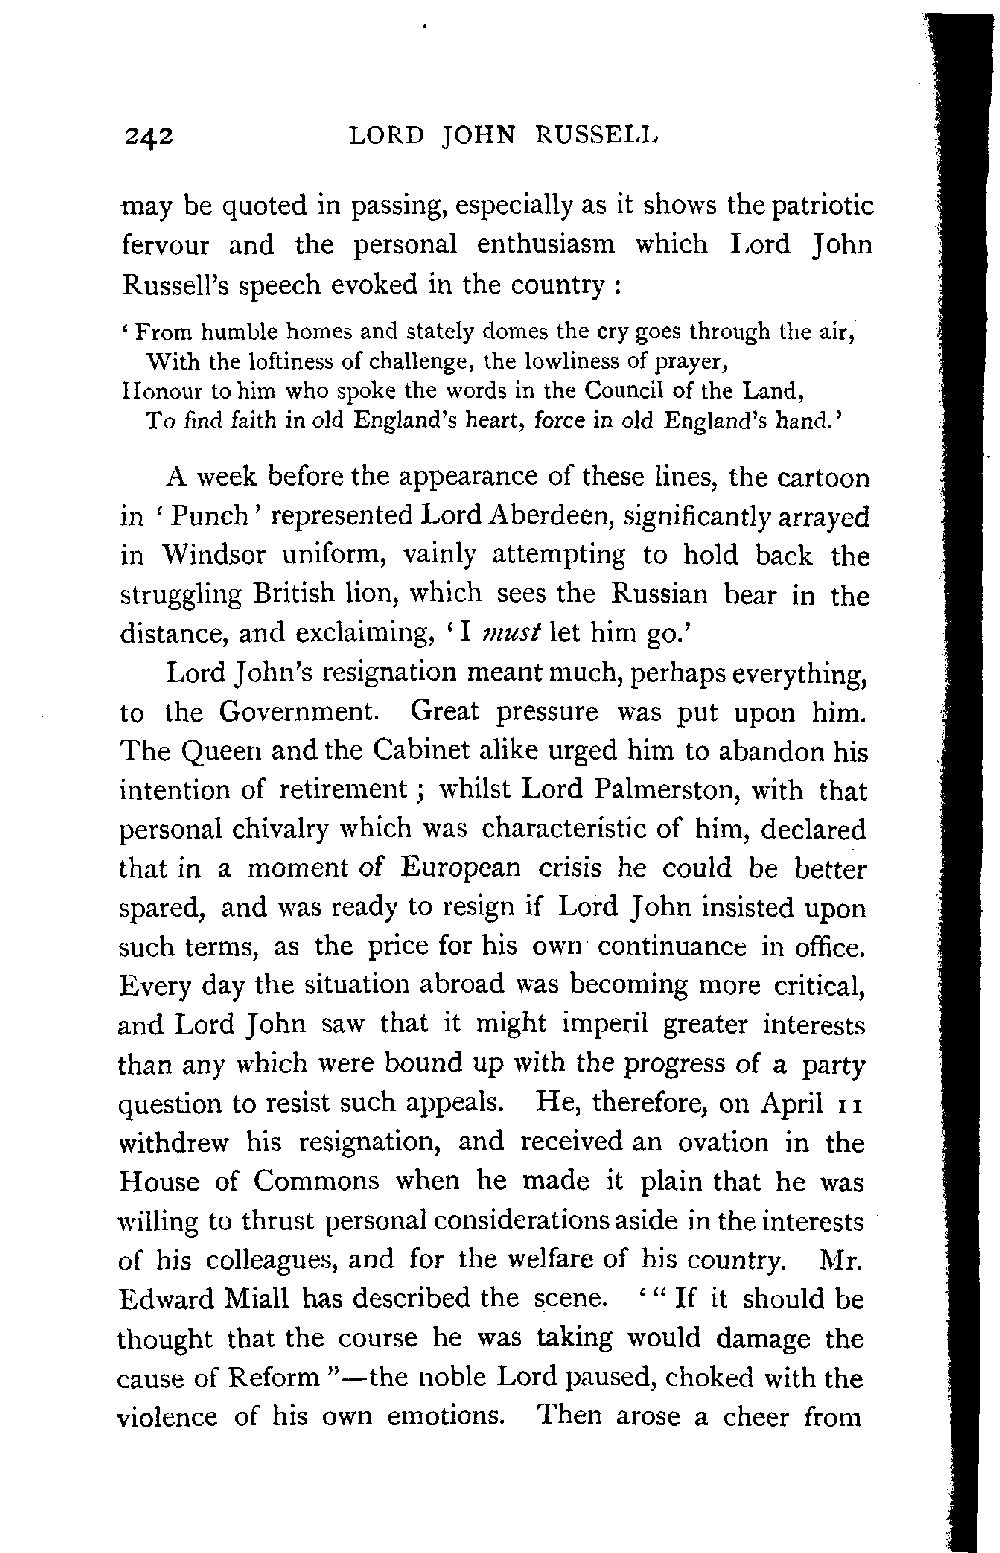 242 LORD JOHN RUSSELL
may be quoted in passing, especially as it shows the patriotic
fervour and the personal enthusiasm which Lord John
Russell's speech evoked in the country :
‘ From humble homes and stately domes the cry goes through the air,
With the loftiness of challenge, the lowliness of prayer,
Honour to him who spoke the words in the Council of the Land,
To find faith in old England's heart, force in old England's hand.’
A week before the appearance of these lines, the cartoon
in ‘ Punch ’ represented Lord Aberdeen, significantly arrayed
in Windsor uniform, vainly attempting to hold back the
struggling British lion, which sees the Russian bear in the
distance, and exclaiming, ‘ I must let him go.’
Lord John's resignation meant much, perhaps everything,
to the Government. Great pressure was put upon him.
The Queen and the Cabinet alike urged him to abandon his
intention of retirement ; whilst Lord Palmerston, with that
personal chivalry which was characteristic of him, declared
that in a moment of European crisis he could be better
spared, and was ready to resign if Lord John insisted upon
such terms, as the price for his own continuance in office.
Every day the situation abroad was becoming more critical,
and Lord John saw that it might imperil greater interests
than any which were bound up with the progress of a party
question to resist such appeals. He, therefore, on April 11
withdrew his resignation, and received an ovation in the
House of Commons when he made it plain that he was
willing to thrust personal considerations aside in the interests
of his colleagues, and for the welfare of his country. Mr.
Edward Miall has described the scene. ‘ “ If it should be
thought that the course he was taking would damage the
cause of Reform ”—the noble Lord paused, choked with the
violence of his own emotions. Then arose a cheer from